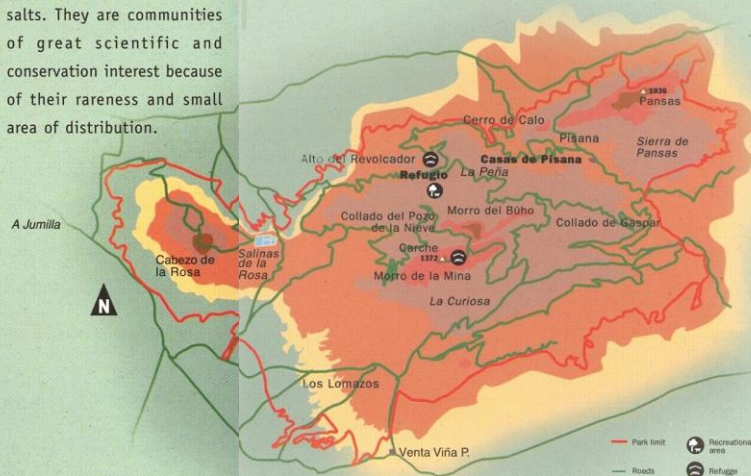 salts. They are communities
of great scientific and
conservation interest because
of their rareness and small
area of distribution.
1036
Pansas
Cerro de Calo
Pisana
Sierra de
Pansas
Alto del Revolcador
Casas de Pisana
Refugio
La Peña
Collado del Pozo
de la Nieve
Morro del Búho
Collado de Gaspar
A Jumilla
Cabezo de
la Rosa
Salinas
de la
Rosa
Carche
1372
Morro de la Mina
N
La Curiosa
Los Lomazos
Venta Viña P.
Park limit
Recreational
area
Roads
Refugge